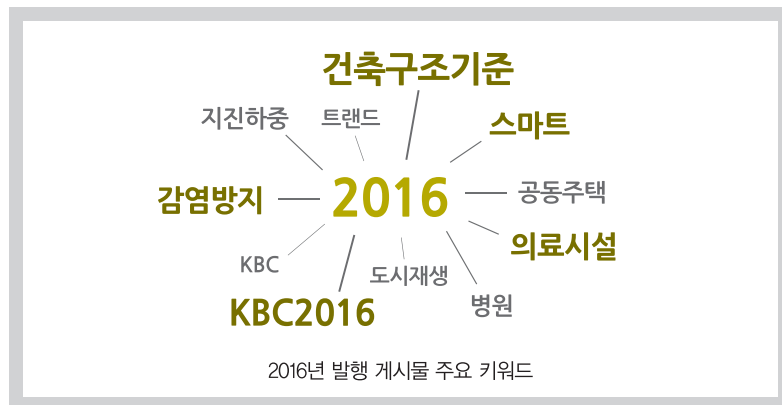 건축구조기준
지진하중
트랜드
스마트
감염방지
2016
공동주택
의료시설
KBC
도시재생
KBC2016
병원
2016년 발행 게시물 주요 키워드